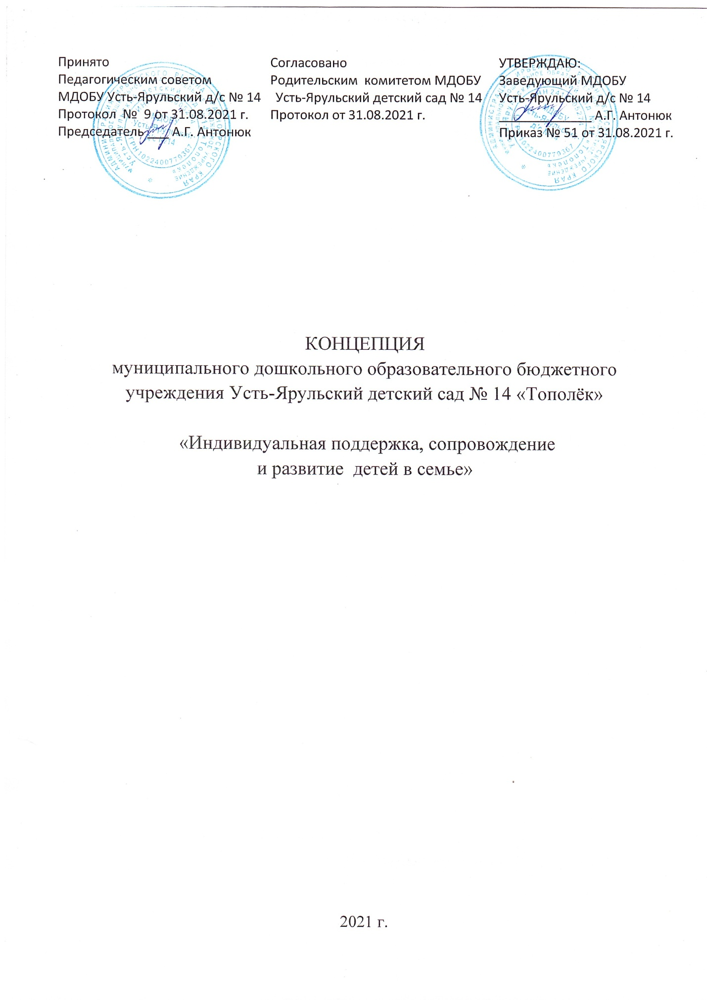 Принято
Педагогическим советом
МДОБУ Усть-Ярульский д/с № 14
Протокол № 9 от 31.08.2021 г.
Председатель ___ А.Г. Антонюк
Согласовано
Родительским комитетом МДОБУ
Усть-Ярульский детский сад № 14
Протокол от 31.08.2021 г.
УТВЕРЖДАЮ:
Заведующий МДОБУ
Усть-Ярульский д/с № 14
_____________ А.Г. Антонюк
Приказ № 51 от 31.08.2021 г.
КОНЦЕПЦИЯ
муниципального дошкольного образовательного бюджетного
учреждения Усть-Ярульский детский сад № 14 «Тополёк»
«Индивидуальная поддержка, сопровождение
и развитие детей в семье»
2021 г.